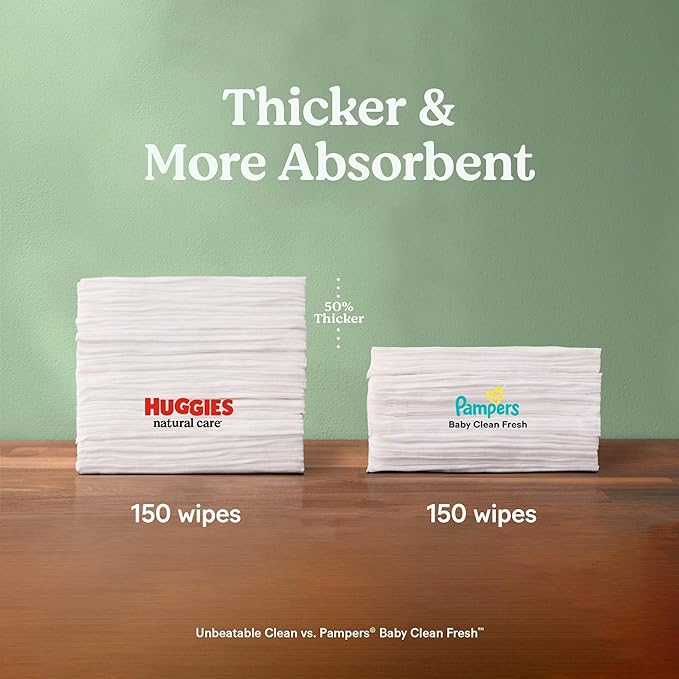 Thicker &
More Absorbent
50%
Thicker
HUGGIES
natural care®
Pampers
Baby Clean Fresh
150 wipes
150 wipes
Unbeatable Clean vs. Pampers® Baby Clean Fresh™